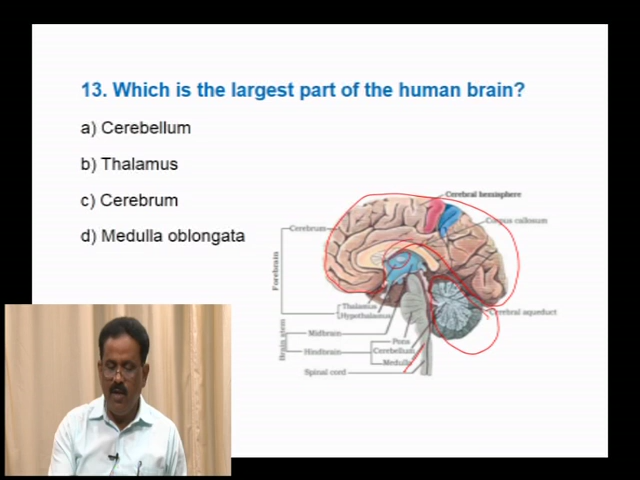 13. Which is the largest part of the human brain?
a) Cerebellum
b) Thalamus
c) Cerebrum
d) Medulla oblongata
Cerebral hemisphere
Corpus callosum
Cerebrum
Forebrain
Thalamus
Hypothalamus
Cerebral aqueduct
Brain stem
Midbrain
Pons
Hindbrain
Cerebellum
Medulla
Spinal cord